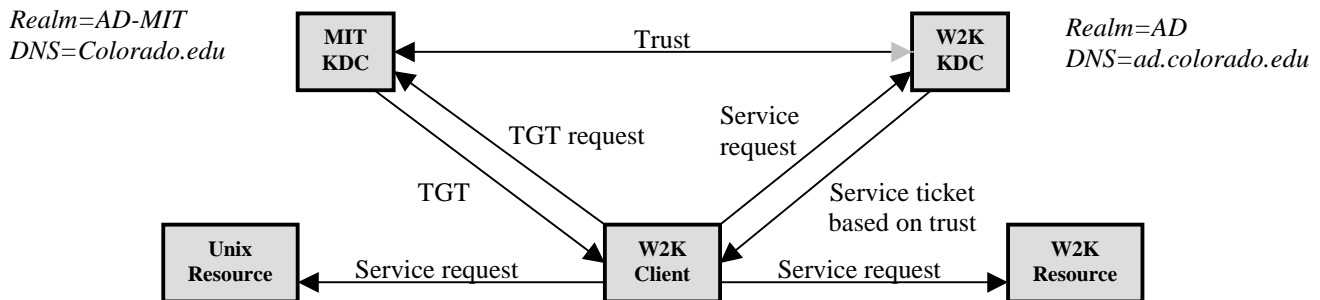 Realm=AD-MIT
DNS=Colorado.edu
MIT
KDC
Trust
W2K
KDC
Realm=AD
DNS=ad.colorado.edu
TGT request
Service
request
TGT
Service ticket
based on trust
Unix
Resource
Service request
W2K
Client
Service request
W2K
Resource